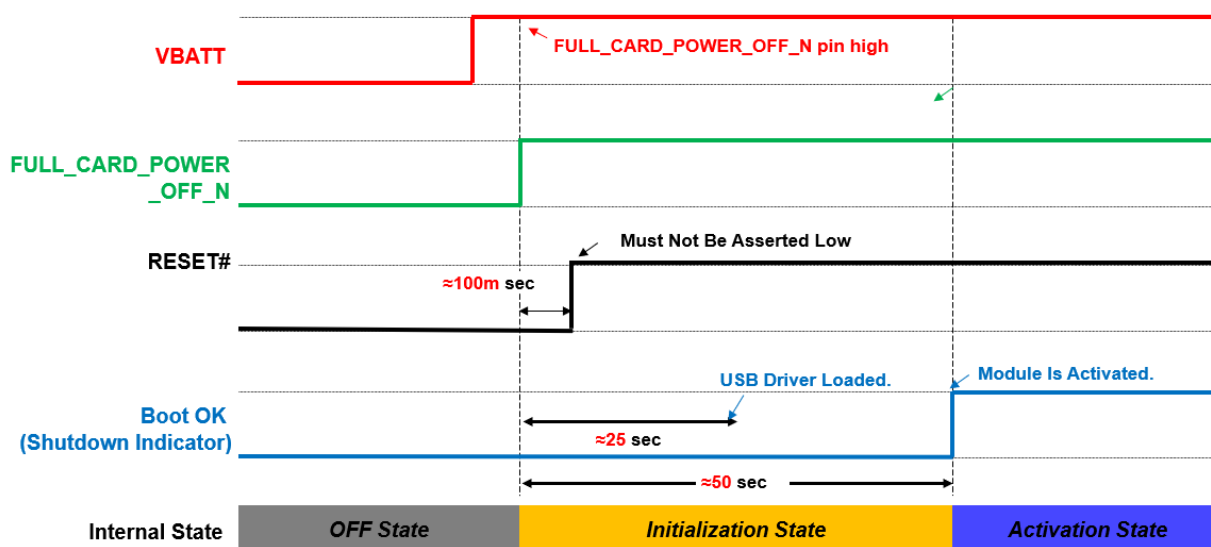 VBATT
FULL_CARD_POWER_OFF_N pin high
FULL_CARD_POWER
_OFF_N
RESET#
Must Not Be Asserted Low
≈100m sec
USB Driver Loaded.
Module Is Activated.
Boot OK
(Shutdown Indicator)
≈25 sec
≈50 sec
Internal State
OFF State
Initialization State
Activation State